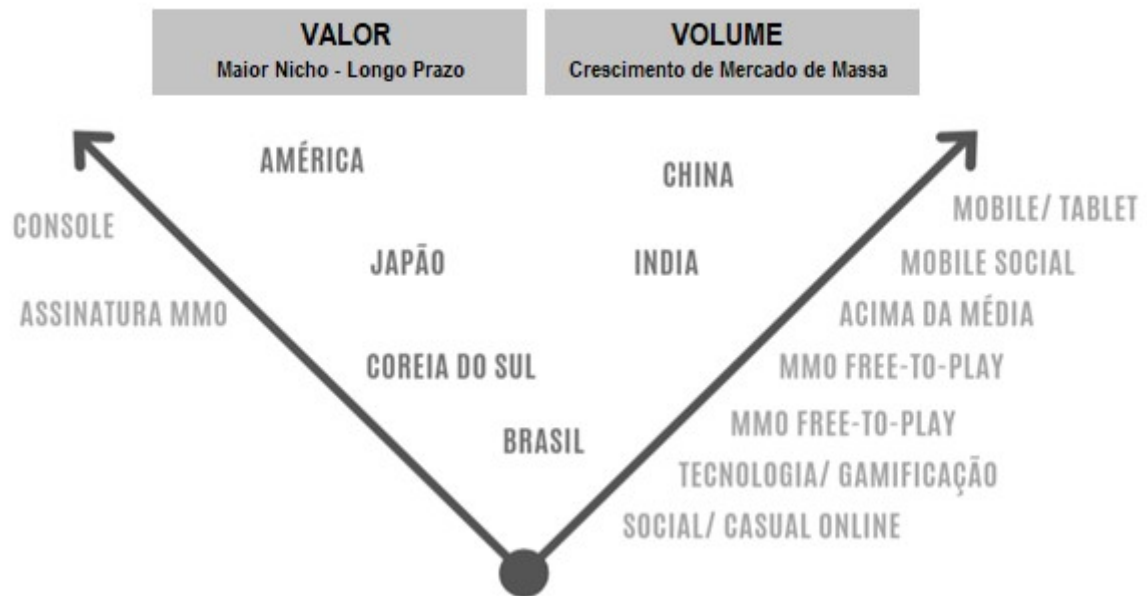 VALOR
Maior Nicho - Longo Prazo
VOLUME
Crescimento de Mercado de Massa
AMÉRICA
CHINA
CONSOLE
MOBILE/ TABLET
JAPÃO
INDIA
MOBILE SOCIAL
ASSINATURA MMO
ACIMA DA MÉDIA
COREIA DO SUL
MMO FREE-TO-PLAY
BRASIL
MMO FREE-TO-PLAY
TECNOLOGIA/ GAMIFICAÇÃO
SOCIAL/ CASUAL ONLINE